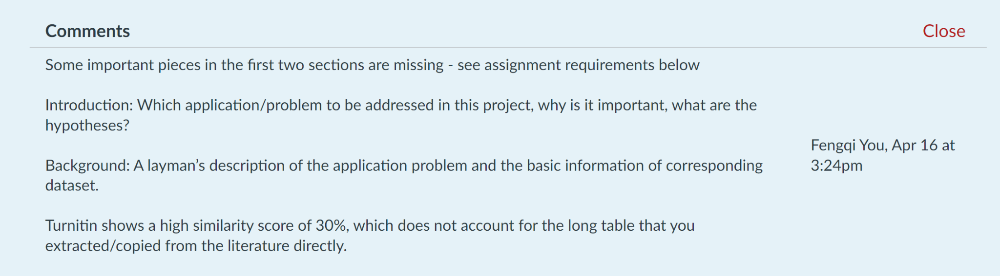 Comments
Close
Some important pieces in the first two sections are missing - see assignment requirements below
Introduction: Which application/problem to be addressed in this project, why is it important, what are the
hypotheses?
Background: A layman’s description of the application problem and the basic information of corresponding
dataset.
Turnitin shows a high similarity score of 30%, which does not account for the long table that you
extracted/copied from the literature directly.
Fengqi You, Apr 16 at
3:24pm